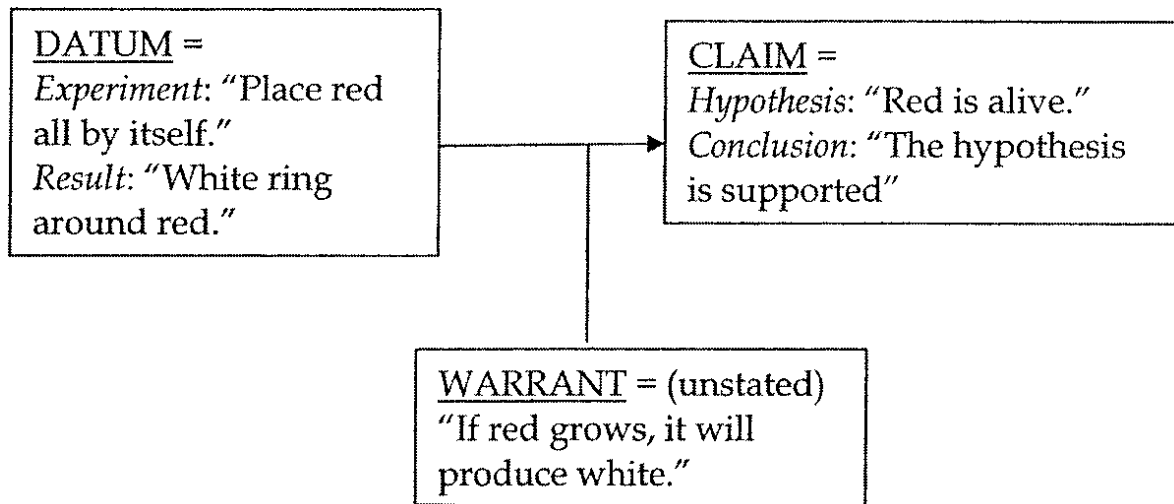 DATUM =
Experiment: "Place red
all by itself."
Result: "White ring
around red."
CLAIM =
Hypothesis: "Red is alive."
Conclusion: "The hypothesis
is supported"
WARRANT = (unstated)
"If red grows, it will
produce white."